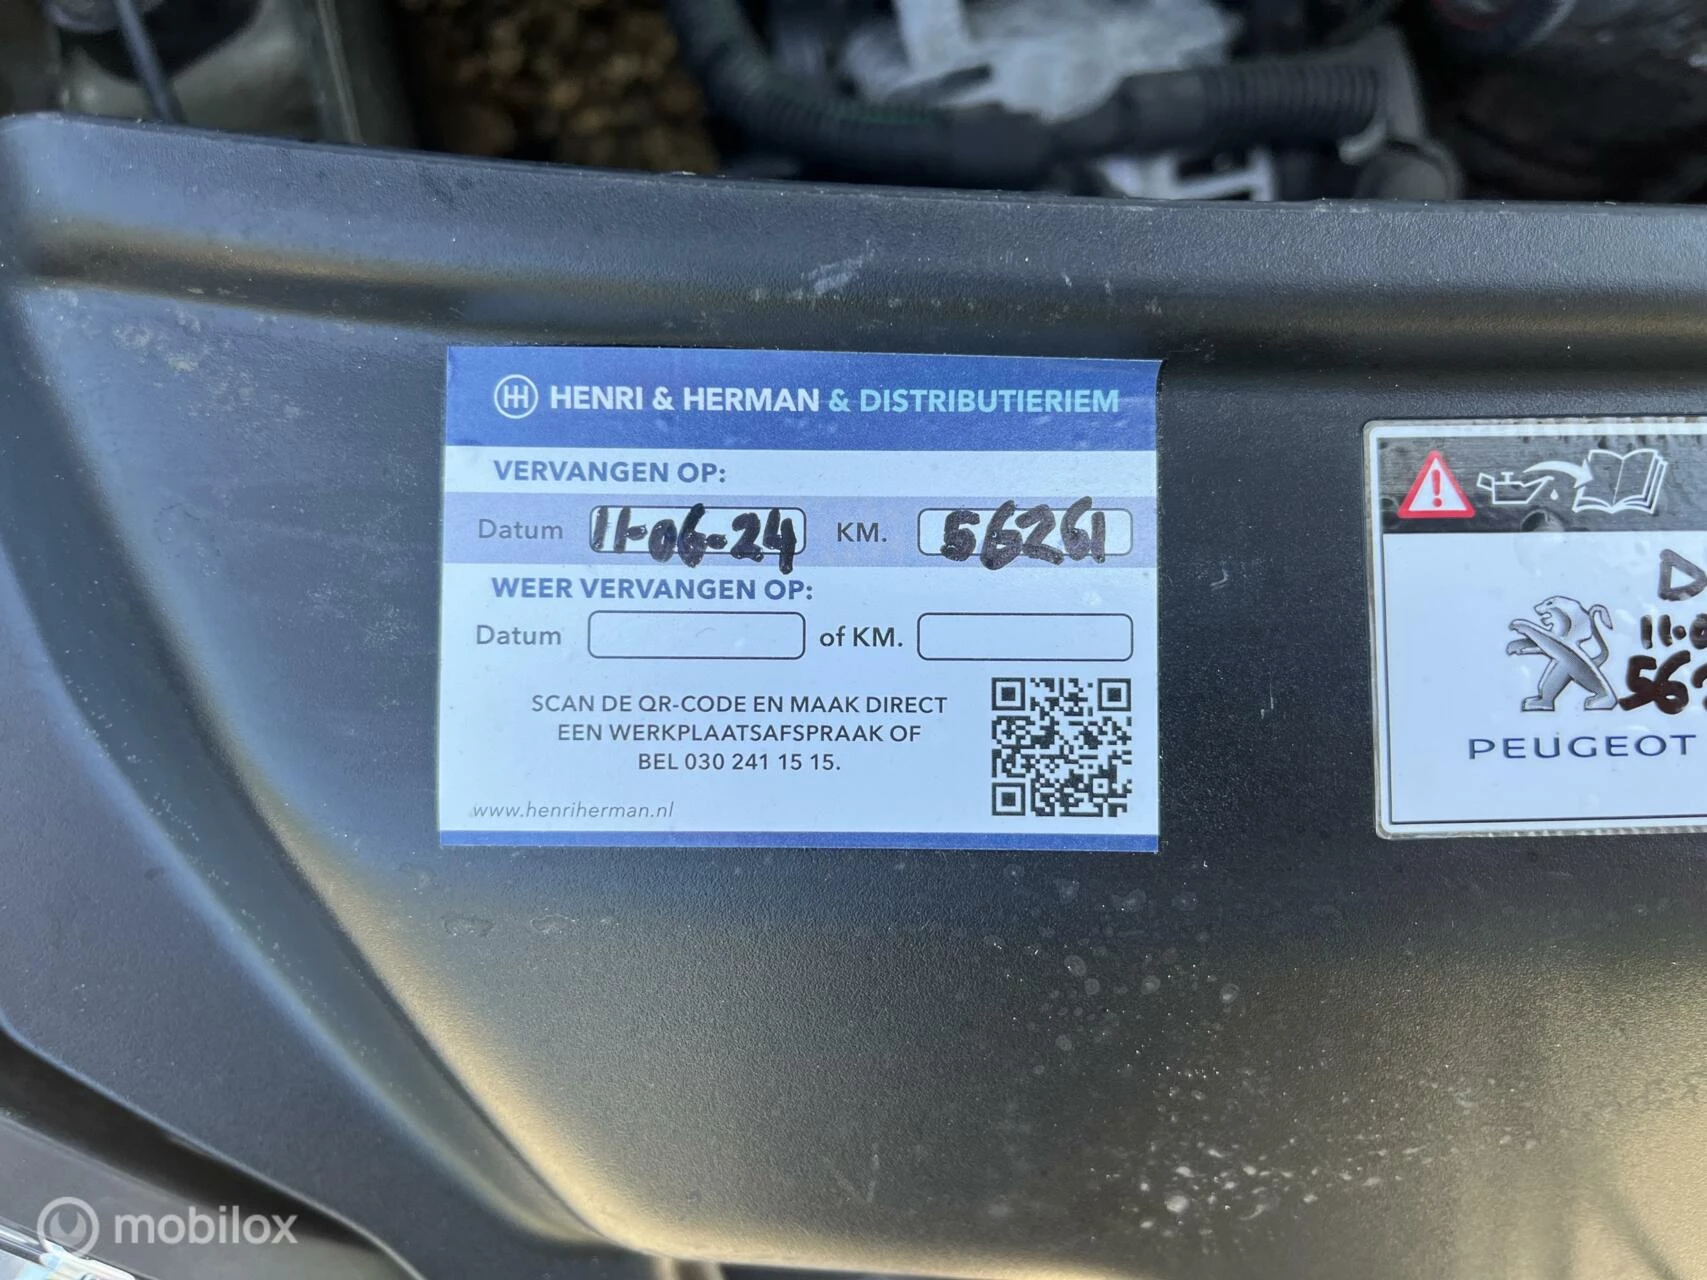 HENRI & HERMAN & DISTRIBUTIERIEM
VERVANGEN OP:
Datum 11-06-24 KM. 56261
WEER VERVANGEN OP:
Datum of KM.
SCAN DE QR-CODE EN MAAK DIRECT
EEN WERKPLAATSAFSPRAAK OF
BEL 030 241 15 15.
www.henriherman.nl
PEUGEOT
mobilox